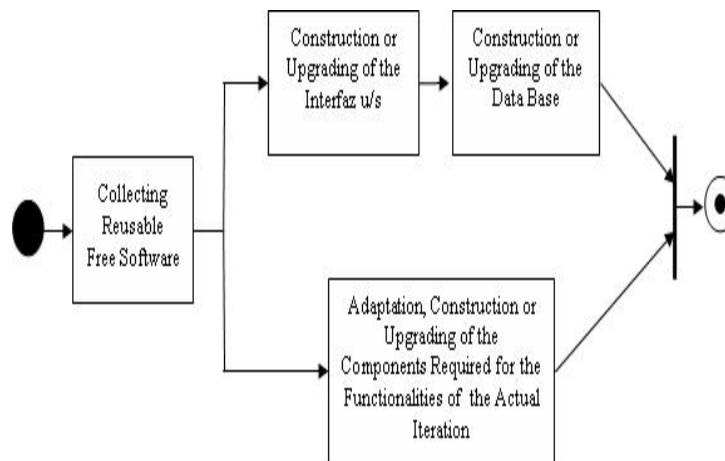 Collecting
Reusable
Free Software
Construction or
Upgrading of the
Interfaz u/s
Construction or
Upgrading of the
Data Base
Adaptation, Construction or
Upgrading of the
Components Required for the
Functionalities of the Actual
Iteration